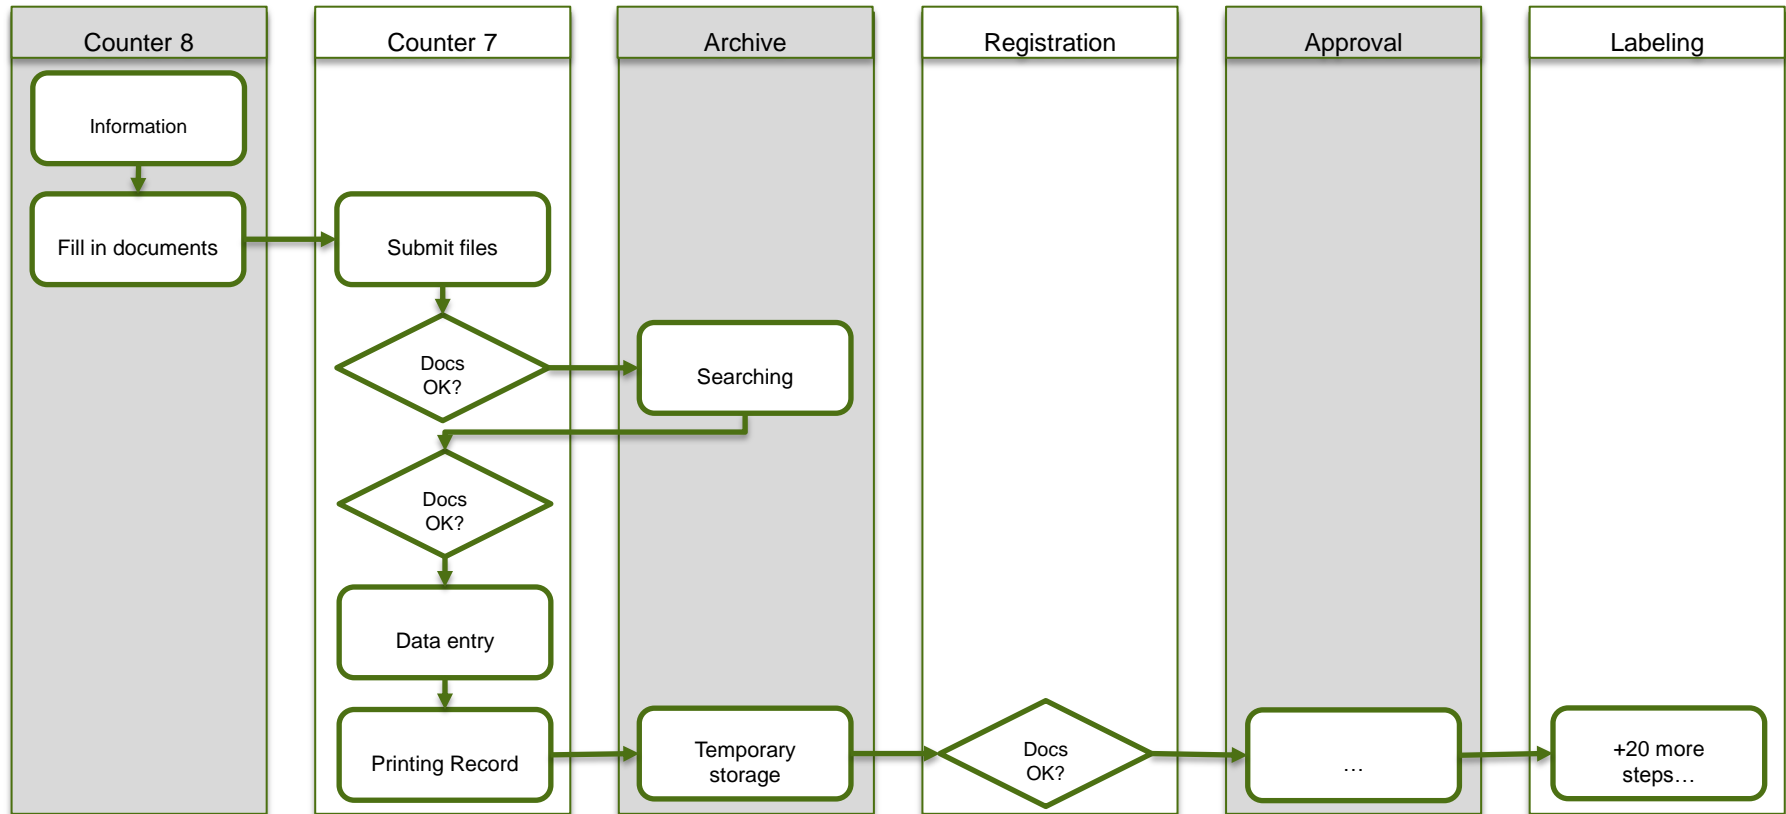 Counter 8
Counter 7
Archive
Registration
Approval
Labeling
Information
Fill in documents
Submit files
Docs
OK?
Searching
Docs
OK?
Data entry
Printing Record
Temporary
storage
Docs
OK?
…
+20 more
steps…